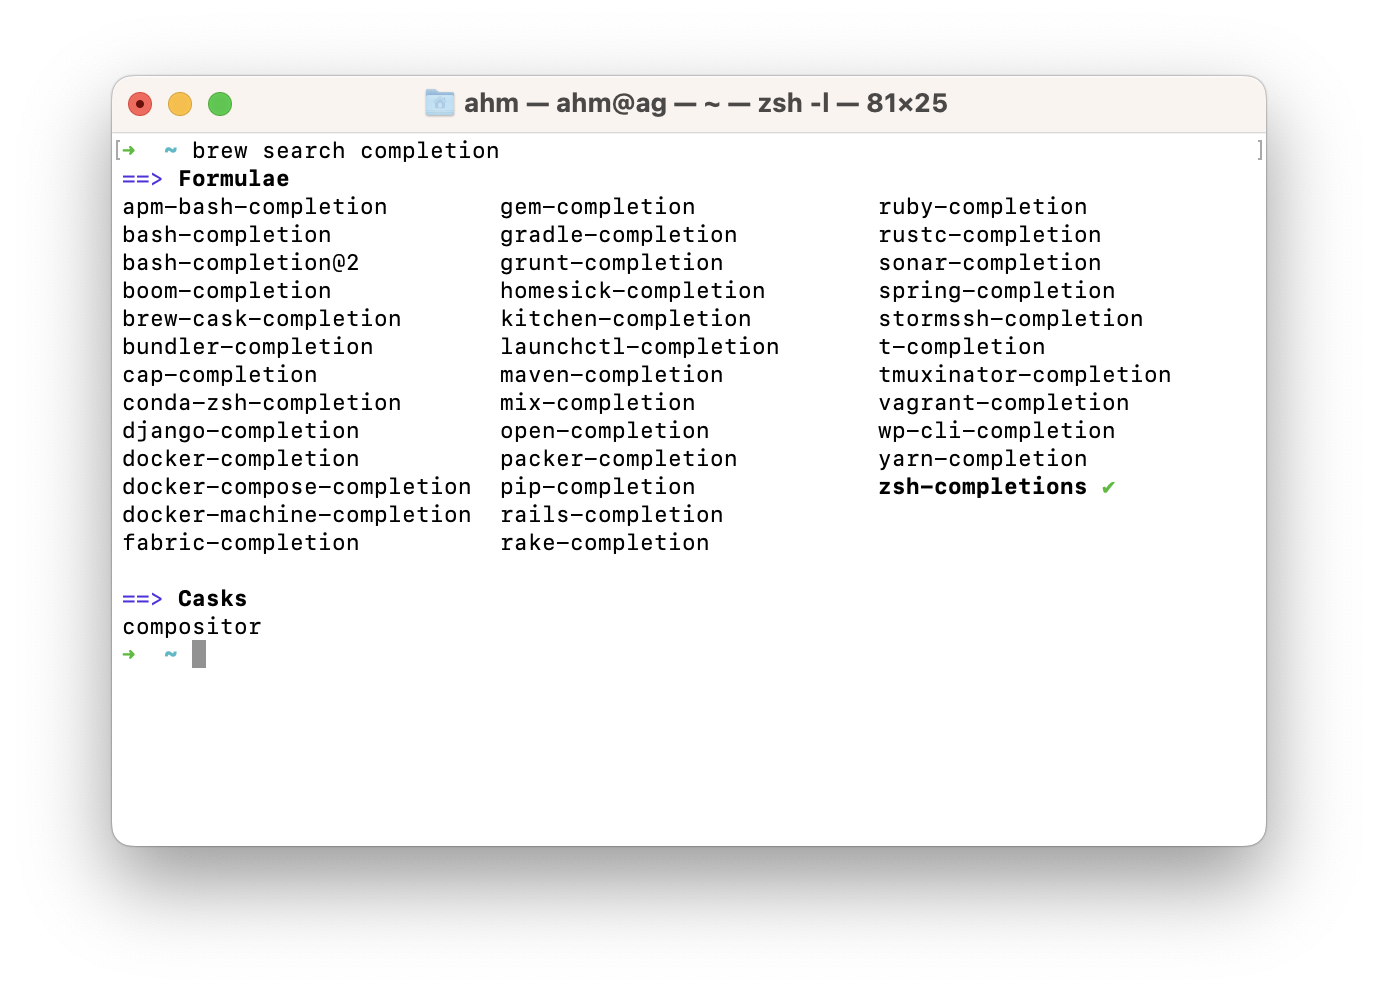 ahm — ahm@ag — ~ — zsh -l — 81×25
[➜  ~ brew search completion ]
==> Formulae
apm-bash-completion gem-completion ruby-completion
bash-completion gradle-completion rustc-completion
bash-completion@2 grunt-completion sonar-completion
boom-completion homesick-completion spring-completion
brew-cask-completion kitchen-completion stormssh-completion
bundler-completion launchctl-completion t-completion
cap-completion maven-completion tmuxinator-completion
conda-zsh-completion mix-completion vagrant-completion
django-completion open-completion wp-cli-completion
docker-completion packer-completion yarn-completion
docker-compose-completion pip-completion zsh-completions ✔
docker-machine-completion rails-completion
fabric-completion rake-completion
==> Casks
compositor
➜  ~